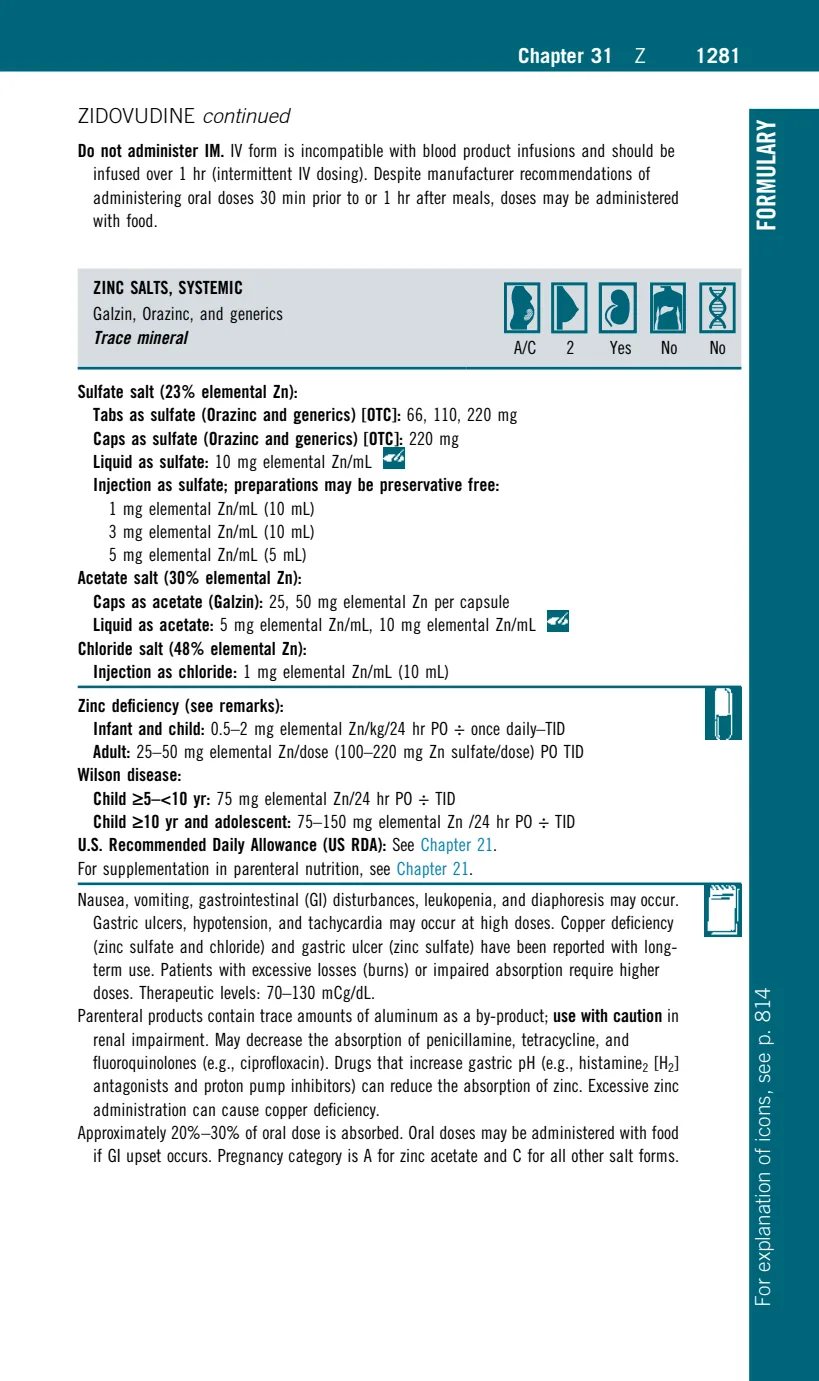 Chapter 31 Z 1281
ZIDOVUDINE continued
Do not administer IM. IV form is incompatible with blood product infusions and should be
infused over 1 hr (intermittent IV dosing). Despite manufacturer recommendations of
administering oral doses 30 min prior to or 1 hr after meals, doses may be administered
with food.
ZINC SALTS, SYSTEMIC
Galzin, Orazinc, and generics
Trace mineral
A/C 2 Yes No No
Sulfate salt (23% elemental Zn):
Tabs as sulfate (Orazinc and generics) [OTC]: 66, 110, 220 mg
Caps as sulfate (Orazinc and generics) [OTC]: 220 mg
Liquid as sulfate: 10 mg elemental Zn/mL
Injection as sulfate; preparations may be preservative free:
1 mg elemental Zn/mL (10 mL)
3 mg elemental Zn/mL (10 mL)
5 mg elemental Zn/mL (5 mL)
Acetate salt (30% elemental Zn):
Caps as acetate (Galzin): 25, 50 mg elemental Zn per capsule
Liquid as acetate: 5 mg elemental Zn/mL, 10 mg elemental Zn/mL
Chloride salt (48% elemental Zn):
Injection as chloride: 1 mg elemental Zn/mL (10 mL)
Zinc deficiency (see remarks):
Infant and child: 0.5–2 mg elemental Zn/kg/24 hr PO ÷ once daily–TID
Adult: 25–50 mg elemental Zn/dose (100–220 mg Zn sulfate/dose) PO TID
Wilson disease:
Child ≥5–<10 yr: 75 mg elemental Zn/24 hr PO ÷ TID
Child ≥10 yr and adolescent: 75–150 mg elemental Zn /24 hr PO ÷ TID
U.S. Recommended Daily Allowance (US RDA): See Chapter 21.
For supplementation in parenteral nutrition, see Chapter 21.
Nausea, vomiting, gastrointestinal (GI) disturbances, leukopenia, and diaphoresis may occur.
Gastric ulcers, hypotension, and tachycardia may occur at high doses. Copper deficiency
(zinc sulfate and chloride) and gastric ulcer (zinc sulfate) have been reported with long-
term use. Patients with excessive losses (burns) or impaired absorption require higher
doses. Therapeutic levels: 70–130 mCg/dL.
Parenteral products contain trace amounts of aluminum as a by-product; use with caution in
renal impairment. May decrease the absorption of penicillamine, tetracycline, and
fluoroquinolones (e.g., ciprofloxacin). Drugs that increase gastric pH (e.g., histamine₂ [H₂]
antagonists and proton pump inhibitors) can reduce the absorption of zinc. Excessive zinc
administration can cause copper deficiency.
Approximately 20%–30% of oral dose is absorbed. Oral doses may be administered with food
if GI upset occurs. Pregnancy category is A for zinc acetate and C for all other salt forms.
FORMULARY
For explanation of icons, see p. 814